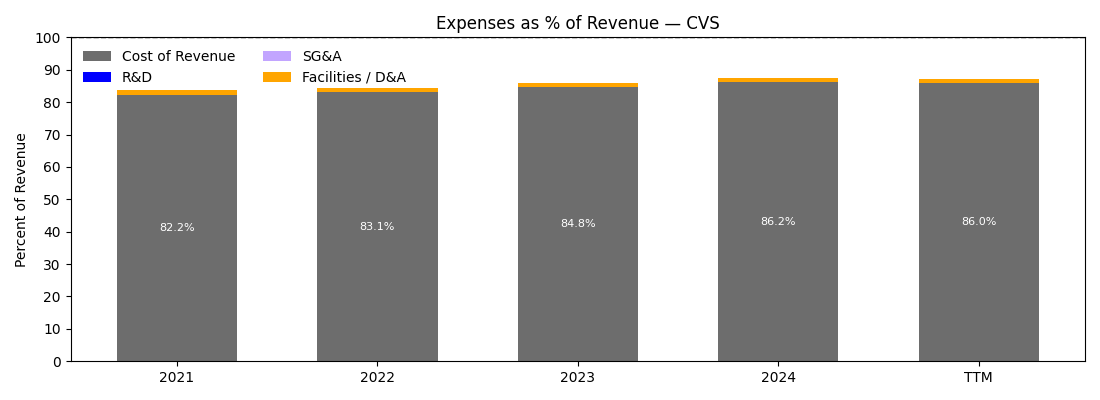 Expenses as % of Revenue — CVS
Percent of Revenue
100
90
80
70
60
50
40
30
20
10
0
Cost of Revenue
R&D
SG&A
Facilities / D&A
82.2%
83.1%
84.8%
86.2%
86.0%
2021
2022
2023
2024
TTM